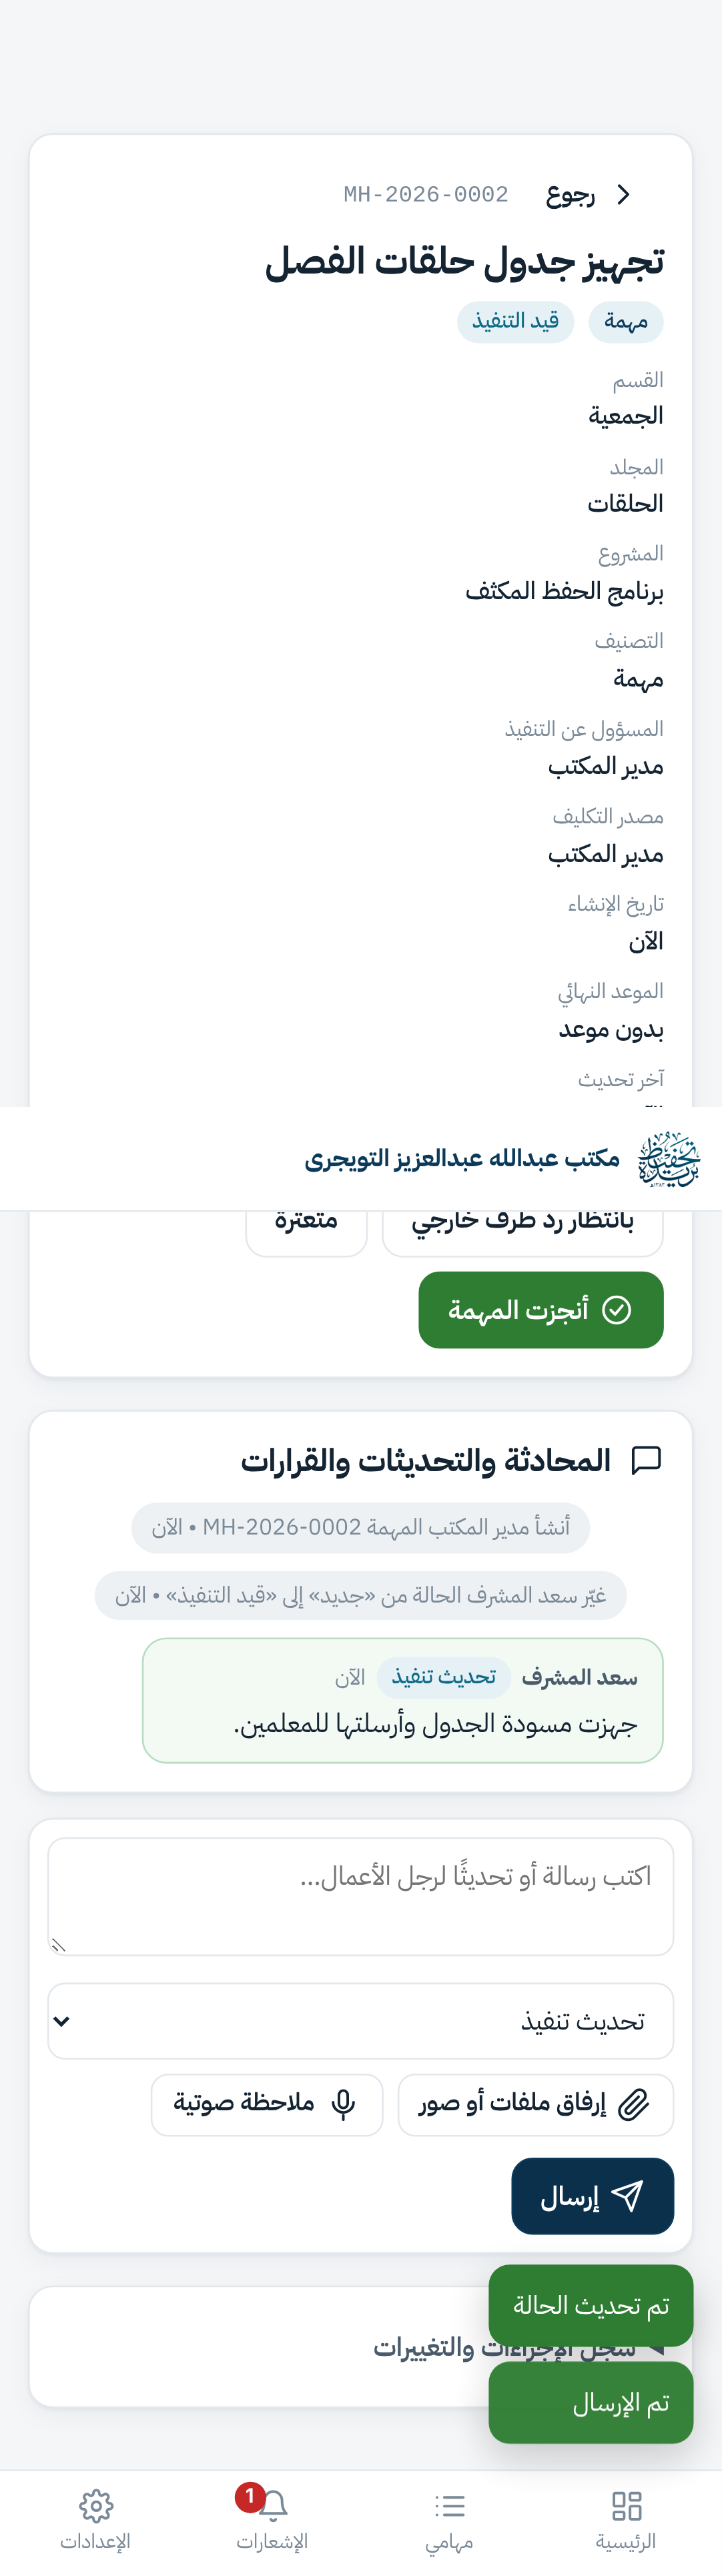 رجوع MH-2026-0002
تجهيز جدول حلقات الفصل
مهمة قيد التنفيذ
القسم
الجمعية
المجلد
الحلقات
المشروع
برنامج الحفظ المكثف
التصنيف
مهمة
المسؤول عن التنفيذ
مدير المكتب
مصدر التكليف
مدير المكتب
تاريخ الإنشاء
الآن
الموعد النهائي
بدون موعد
آخر تحديث
مكتب عبدالله عبدالعزيز التويجرى
بانتظار رد طرف خارجي متعثرة
أنجزت المهمة
المحادثة والتحديثات والقرارات
أنشأ مدير المكتب المهمة MH-2026-0002 • الآن
غيّر سعد المشرف الحالة من «جديد» إلى «قيد التنفيذ» • الآن
سعد المشرف تحديث تنفيذ الآن
جهزت مسودة الجدول وأرسلتها للمعلمين.
اكتب رسالة أو تحديثًا لرجل الأعمال...
تحديث تنفيذ
إرفاق ملفات أو صور ملاحظة صوتية
إرسال
تم تحديث الحالة
سجل الإجراءات والتغييرات
تم الإرسال
1
الرئيسية مهامي الإشعارات الإعدادات